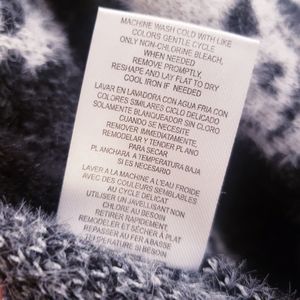 MACHINE WASH COLD WITH LIKE
COLORS GENTLE CYCLE
ONLY NON-CHLORINE BLEACH,
WHEN NEEDED
REMOVE PROMPTLY,
RESHAPE AND LAY FLAT TO DRY
COOL IRON IF NEEDED
LAVAR EN LAVADORA CON AGUA FRIA CON
COLORES SIMILARES CICLO DELICADO
SOLAMENTE BLANQUEADOR SIN CLORO
CUANDO SE NECESITE
REMOVER IMMEDIATAMENTE,
REMODELAR Y TENDER PLANO
PARA SECAR
PLANCHAR A TEMPERATURA BAJA
SI ES NECESARIO
LAVER A LA MACHINE A L'EAU FROIDE
AVEC DES COULEURS SEMBLABLES
AU CYCLE DELICAT
UTILISER UN JAVELLISANT NON
CHLORE AU BESOIN
RETIRER RAPIDEMENT,
REMODELER ET SÉCHER À PLAT
REPASSER AU FER ABASSE
TEMPERATURE SI BESOIN